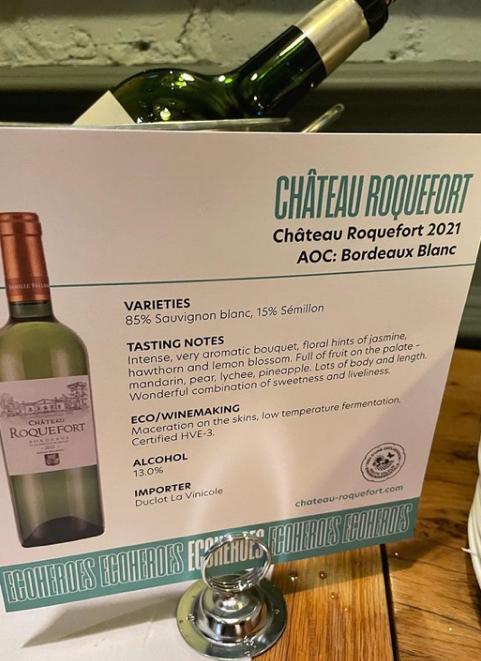 CHÂTEAU ROQUEFORT
Château Roquefort 2021
AOC: Bordeaux Blanc
VARIETIES
85% Sauvignon blanc, 15% Sémillon
TASTING NOTES
Intense, very aromatic bouquet, floral hints of jasmine,
hawthorn and lemon blossom. Full of fruit on the palate –
mandarin, pear, lychee, pineapple. Lots of body and length.
Wonderful combination of sweetness and liveliness.
ECO/WINEMAKING
Maceration on the skins, low temperature fermentation.
Certified HVE-3.
ALCOHOL
13.0%
IMPORTER
Duclot La Vinicole
chateau-roquefort.com
CHÂTEAU
ROQUEFORT
BORDEAUX
ECOHEROES ECOHEROES ECOHEROES ECOHEROES ECOHEROES